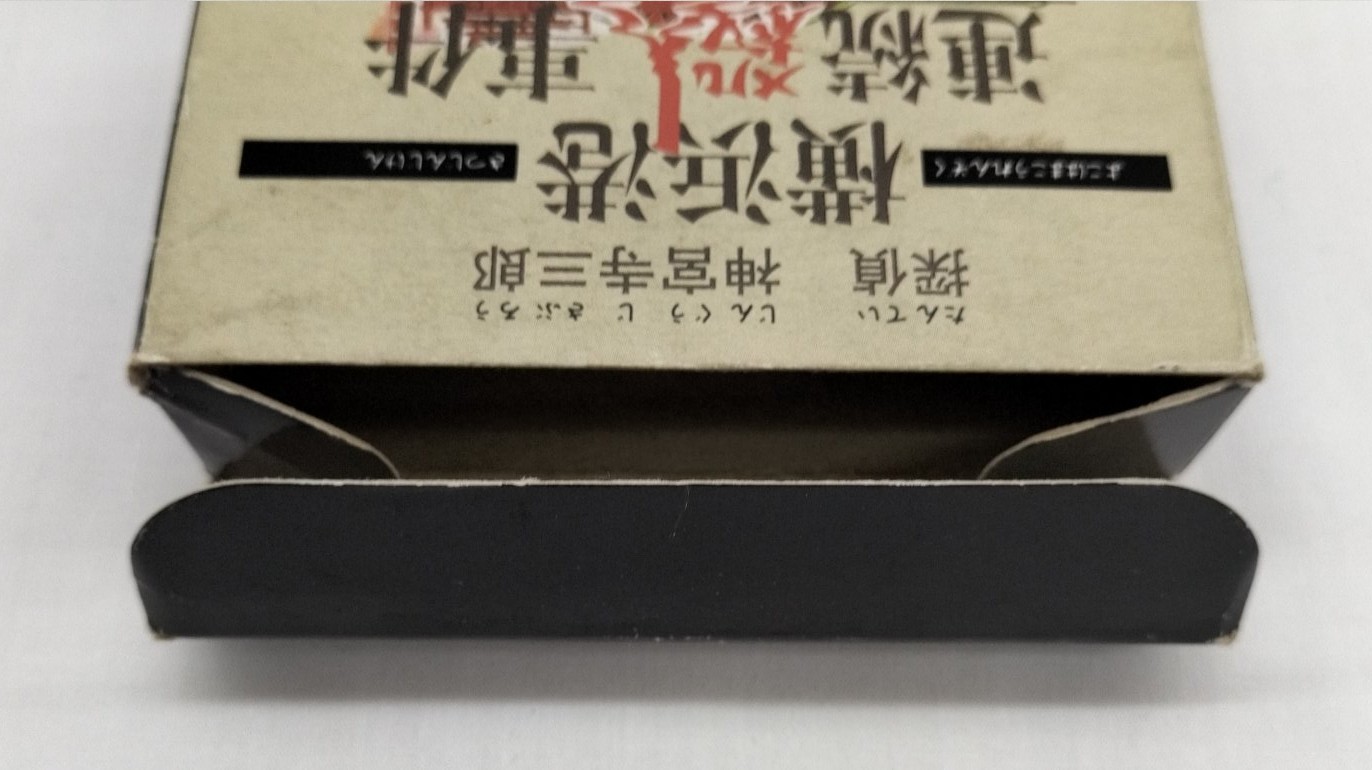 たんてい じんぐうじ さぶろう
探偵 神宮寺三郎
よこはまこうれんぞく 横浜港 さつじんじけん
連続殺人事件